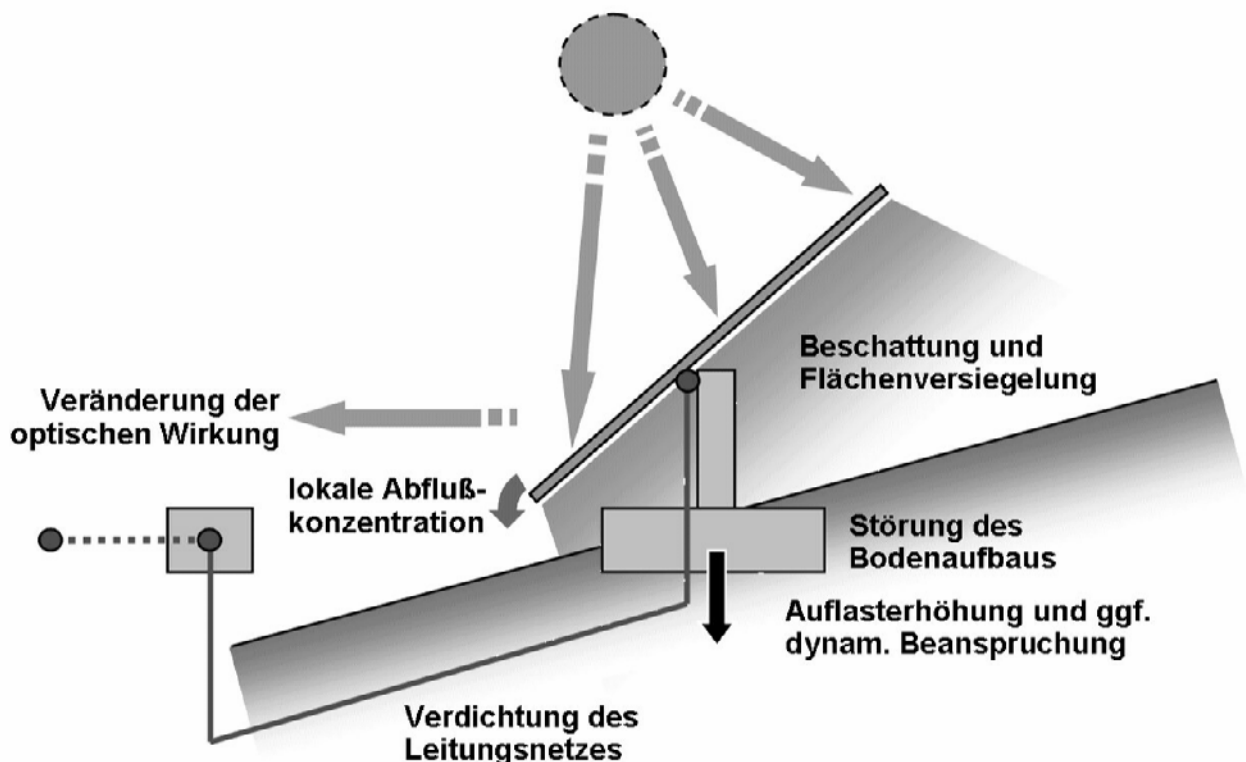 Beschattung und
Flächenversiegelung
Veränderung der
optischen Wirkung
lokale Abfluß-
konzentration
Störung des
Bodenaufbaus
Auflasterhöhung und ggf.
dynam. Beanspruchung
Verdichtung des
Leitungsnetzes